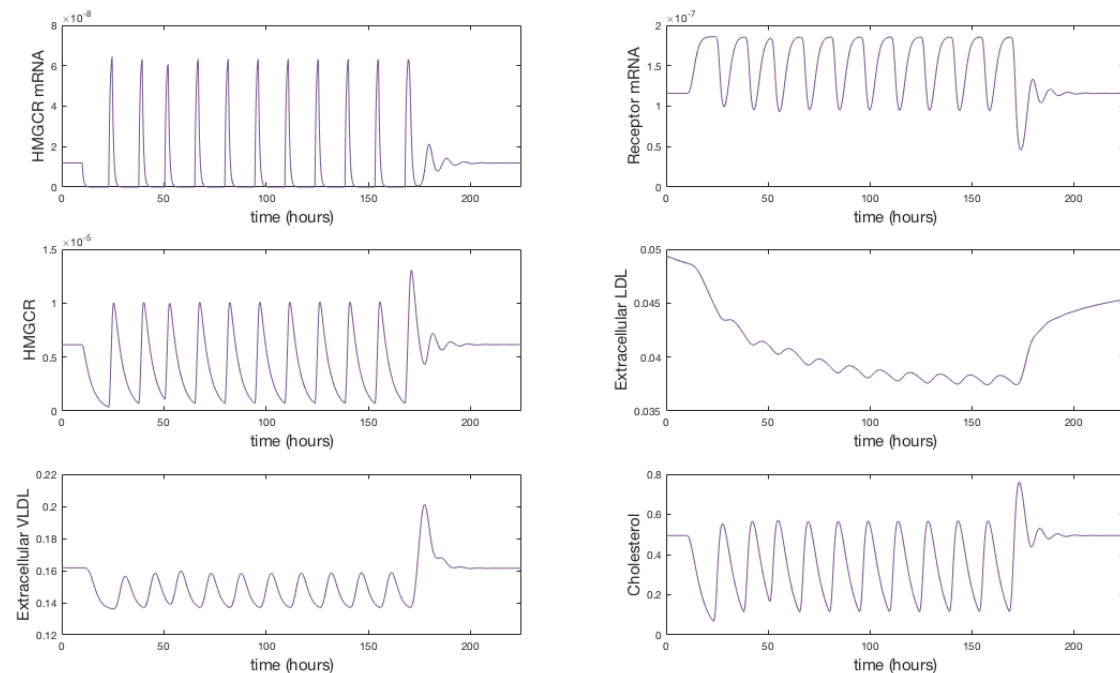 ×10⁻⁸
8
6
4
2
0
0 50 100 150 200
HMGCR mRNA
time (hours)
×10⁻⁷
2
1.5
1
0.5
0
0 50 100 150 200
Receptor mRNA
time (hours)
×10⁻⁵
1.5
1
0.5
0
0 50 100 150 200
HMGCR
time (hours)
0.05
0.045
0.04
0.035
0 50 100 150 200
Extracellular LDL
time (hours)
0.22
0.2
0.18
0.16
0.14
0.12
0 50 100 150 200
Extracellular VLDL
time (hours)
0.8
0.6
0.4
0.2
0
0 50 100 150 200
Cholesterol
time (hours)